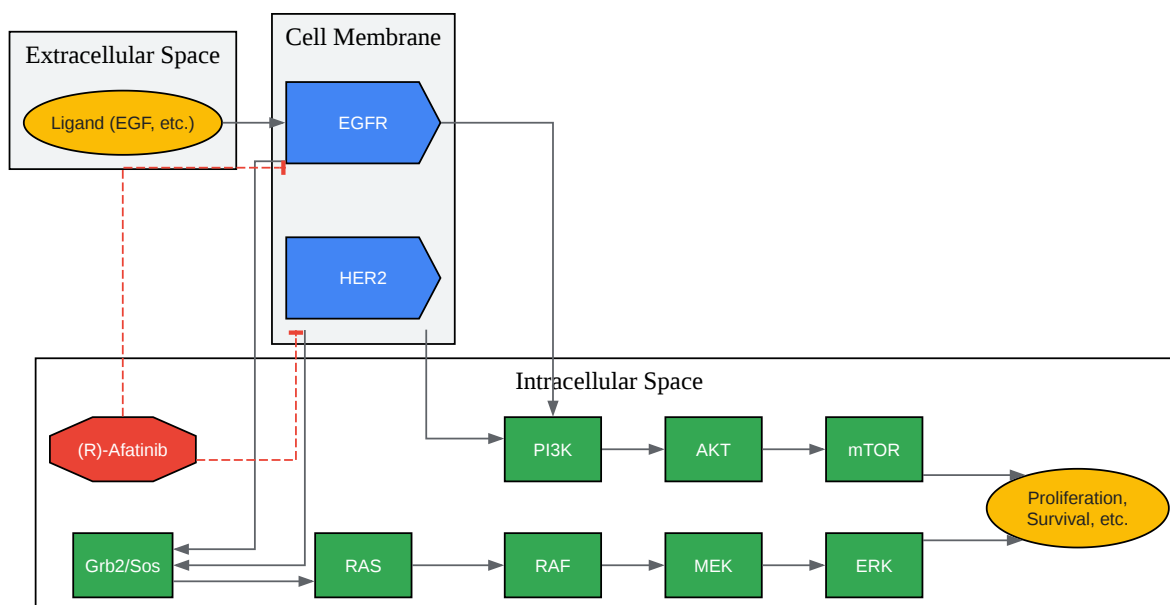 Cell Membrane
Extracellular Space
Ligand (EGF, etc.)
EGFR
HER2
Intracellular Space
(R)-Afatinib
PI3K
AKT
mTOR
Proliferation,
Survival, etc.
Grb2/Sos
RAS
RAF
MEK
ERK